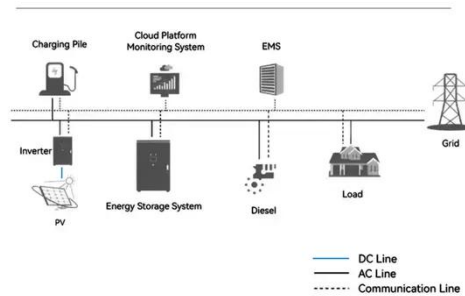 Charging Pile
Cloud Platform
Monitoring System
EMS
Grid
Inverter
PV
Energy Storage System
Diesel
Load
DC Line
AC Line
Communication Line